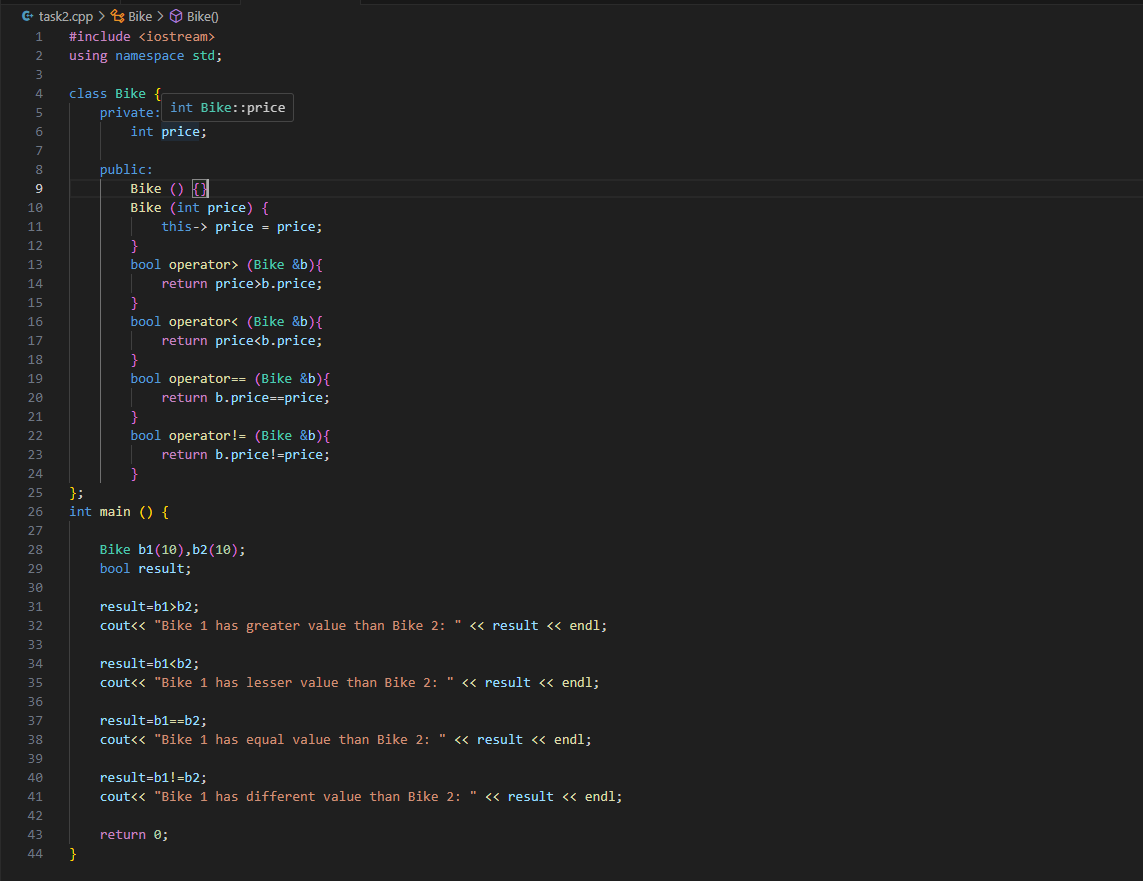 task2.cpp > Bike > Bike()
1 #include <iostream>
2 using namespace std;
3
4 class Bike {
int Bike::price
5 private:
6 int price;
7
8 public:
9 Bike () {}
10 Bike (int price) {
11 this-> price = price;
12 }
13 bool operator> (Bike &b){
14 return price>b.price;
15 }
16 bool operator< (Bike &b){
17 return price<b.price;
18 }
19 bool operator== (Bike &b){
20 return b.price==price;
21 }
22 bool operator!= (Bike &b){
23 return b.price!=price;
24 }
25 };
26 int main () {
27
28 Bike b1(10),b2(10);
29 bool result;
30
31 result=b1>b2;
32 cout<< "Bike 1 has greater value than Bike 2: " << result << endl;
33
34 result=b1<b2;
35 cout<< "Bike 1 has lesser value than Bike 2: " << result << endl;
36
37 result=b1==b2;
38 cout<< "Bike 1 has equal value than Bike 2: " << result << endl;
39
40 result=b1!=b2;
41 cout<< "Bike 1 has different value than Bike 2: " << result << endl;
42
43 return 0;
44 }